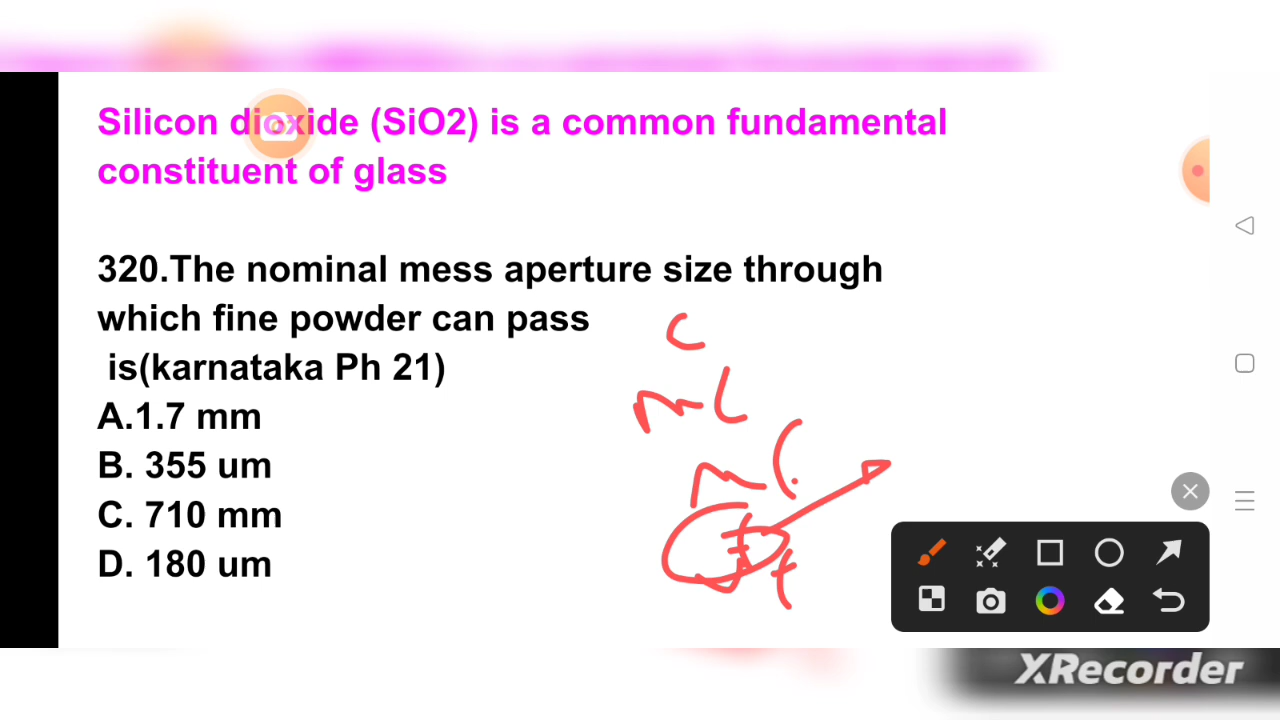 Silicon dioxide (SiO2) is a common fundamental
constituent of glass
320.The nominal mess aperture size through
which fine powder can pass
is(karnataka Ph 21)
A.1.7 mm
B. 355 um
C. 710 mm
D. 180 um
XRecorder